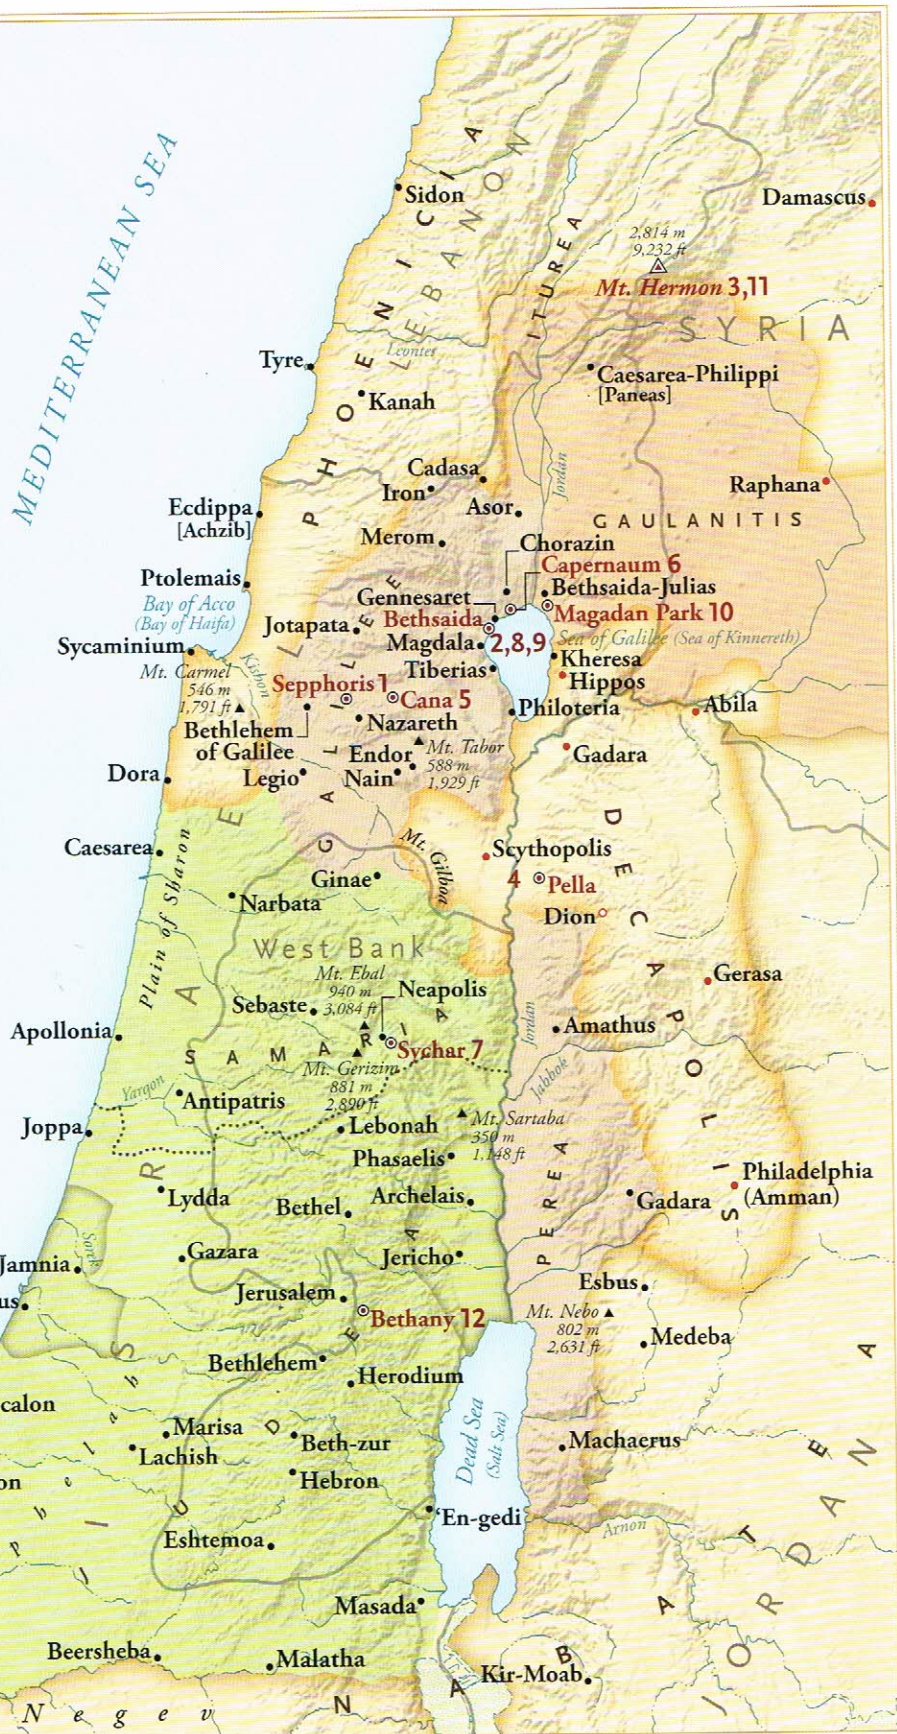 MEDITERRANEAN SEA
PHOENICIA
LEBANON
Sidon
Damascus
ITUREA
2,814 m
9,232 ft
Mt. Hermon 3,11
SYRIA
Leontes
Tyre
Caesarea-Philippi
[Paneas]
Kanah
Jordan
Cadasa
Iron
Raphana
Ecdippa
[Achzib]
Asor
GAULANITIS
Merom
Chorazin
Capernaum 6
Ptolemais
Bethsaida-Julias
Bay of Acco
(Bay of Haifa)
Gennesaret
Bethsaida
Magadan Park 10
Jotapata
Magdala
2,8,9
Sea of Galilee (Sea of Kinnereth)
Sycaminium
Kheresa
Mt. Carmel
546 m
1,791 ft
Kishon
Tiberias
Hippos
Sepphoris 1
Cana 5
Philoteria
Abila
Bethlehem
of Galilee
Nazareth
GALILEE
Endor
Mt. Tabor
588 m
1,929 ft
Gadara
Dora
Legio
Nain
DECAPOLIS
Caesarea
Mt. Gilboa
Scythopolis
Plain of Sharon
Ginae
4
Pella
Narbata
Dion
West Bank
Mt. Ebal
940 m
3,084 ft
Neapolis
Gerasa
Sebaste
Apollonia
Jordan
Amathus
SAMARIA
Sychar 7
Mt. Gerizim
881 m
2,890 ft
Jabbok
Yarqon
Antipatris
Joppa
Lebonah
Mt. Sartaba
350 m
1,148 ft
Phasaelis
PEREA
Philadelphia
(Amman)
Lydda
Bethel
Archelais
Gadara
Gazara
Jericho
Jamnia
Sorek
Jerusalem
Esbus
us
Bethany 12
Mt. Nebo
802 m
2,631 ft
Medeba
ISRAEL
JUDEA
Bethlehem
Herodium
calon
Dead Sea
(Salt Sea)
Marisa
Lachish
Beth-zur
Machaerus
on
Hebron
phelah
'En-gedi
Arnon
Eshtemoa
Masada
JORDAN
Beersheba
Malatha
Kir-Moab
Negev
NABATEA